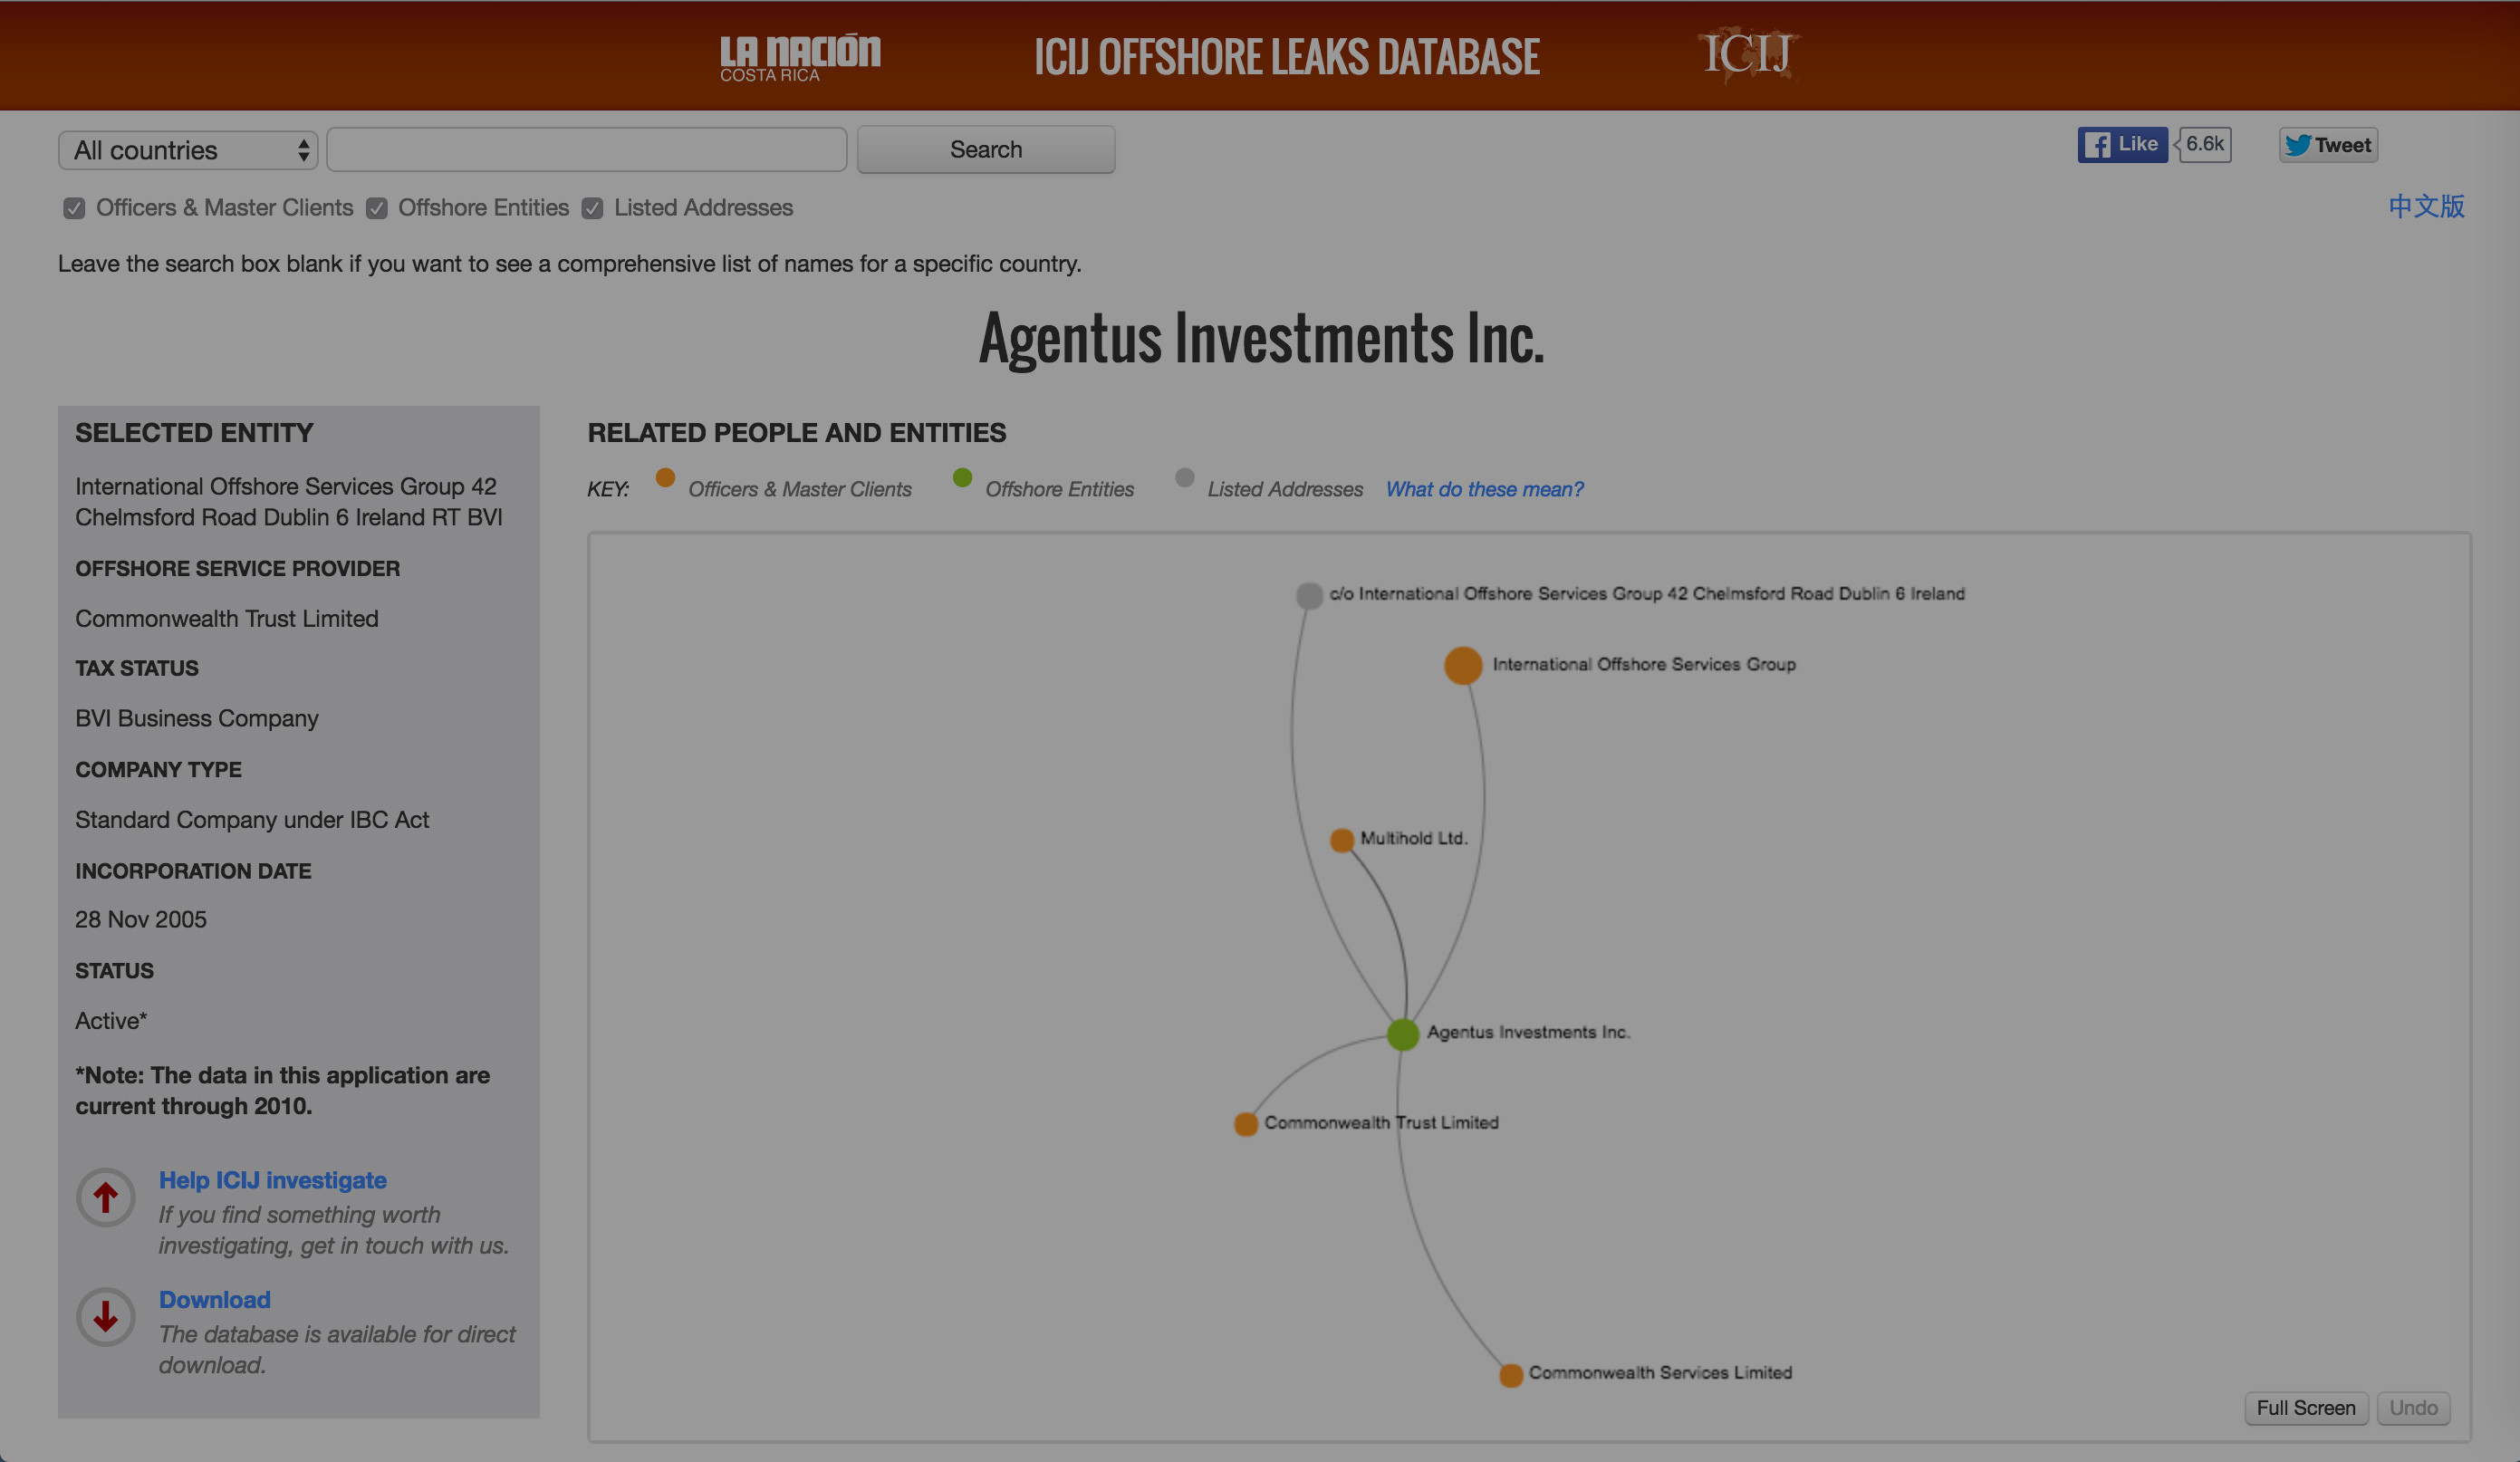 LA NACIÓN
COSTA RICA
ICIJ OFFSHORE LEAKS DATABASE
ICIJ
All countries
Search
Like
6.6k
Tweet
Officers & Master Clients
Offshore Entities
Listed Addresses
中文版
Leave the search box blank if you want to see a comprehensive list of names for a specific country.
Agentus Investments Inc.
SELECTED ENTITY
International Offshore Services Group 42
Chelmsford Road Dublin 6 Ireland RT BVI
OFFSHORE SERVICE PROVIDER
Commonwealth Trust Limited
TAX STATUS
BVI Business Company
COMPANY TYPE
Standard Company under IBC Act
INCORPORATION DATE
28 Nov 2005
STATUS
Active*
*Note: The data in this application are
current through 2010.
Help ICIJ investigate
If you find something worth
investigating, get in touch with us.
Download
The database is available for direct
download.
RELATED PEOPLE AND ENTITIES
KEY:
Officers & Master Clients
Offshore Entities
Listed Addresses
What do these mean?
c/o International Offshore Services Group 42 Chelmsford Road Dublin 6 Ireland
International Offshore Services Group
Multihold Ltd.
Agentus Investments Inc.
Commonwealth Trust Limited
Commonwealth Services Limited
Full Screen
Undo